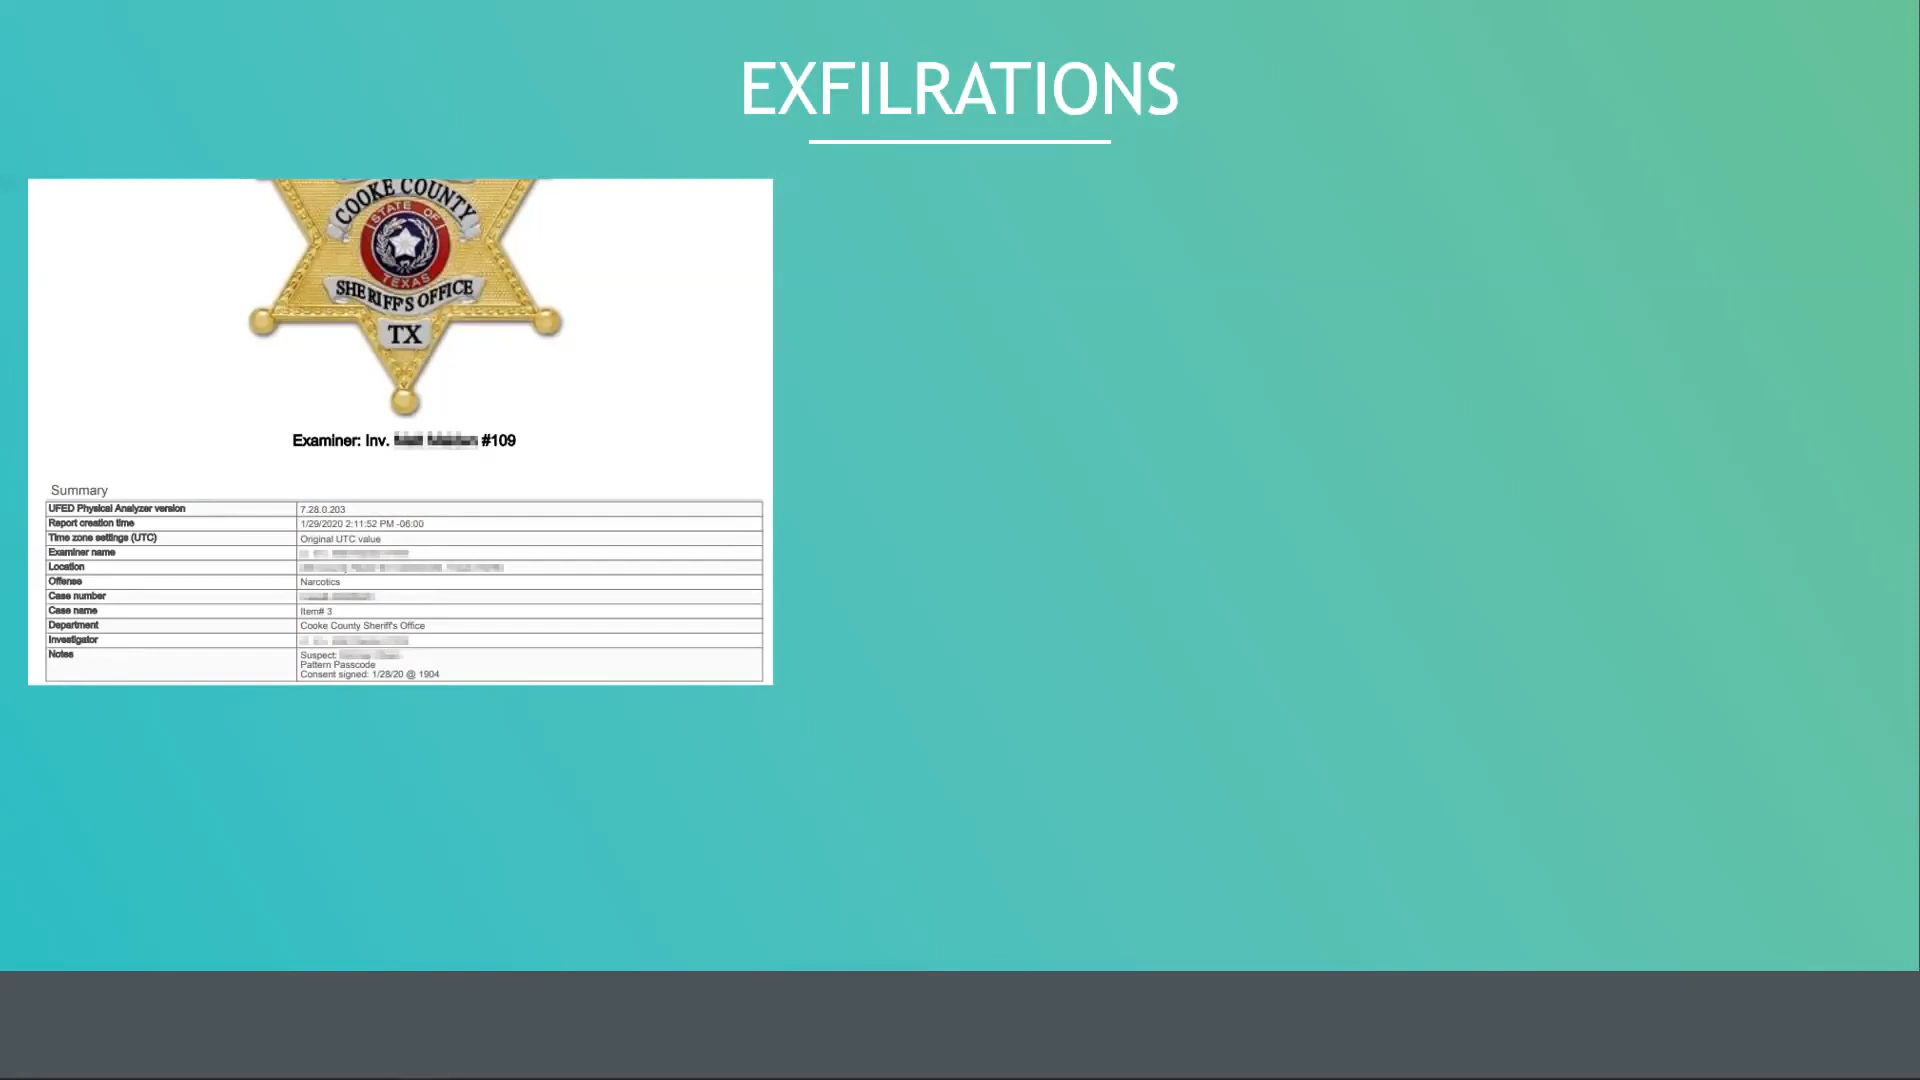 EXFILRATIONS
COOKE COUNTY
STATE OF
TEXAS
SHERIFF'S OFFICE
TX
Examiner: Inv. #109
Summary
UFED Physical Analyzer version 7.28.0.203
Report creation time 1/29/2020 2:11:52 PM -06:00
Time zone settings (UTC) Original UTC value
Examiner name
Location
Offense Narcotics
Case number
Case name Item# 3
Department Cooke County Sheriff's Office
Investigator
Notes Suspect:
Pattern Passcode
Consent signed: 1/28/20 @ 1904